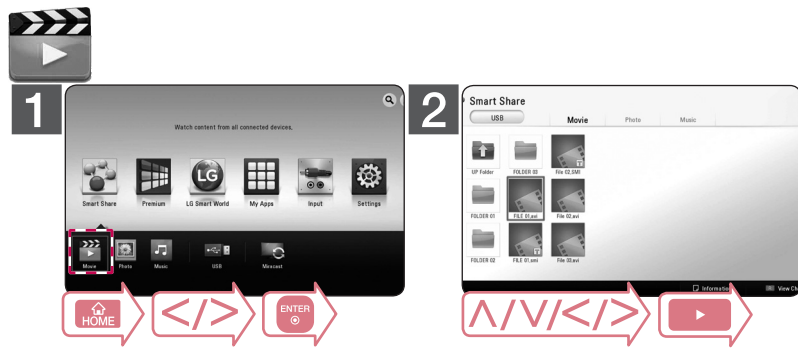 1
Watch content from all connected devices.
LG
Smart Share
Premium
LG Smart World
My Apps
Input
Settings
Movie
Photo
Music
USB
Miracast
HOME
</>
ENTER
2
Smart Share
USB
Movie
Photo
Music
UP Folder
FOLDER 03
File 02.SMI
FOLDER 01
FILE 01.avi
File 02.avi
FOLDER 02
FILE 01.smi
File 03.avi
Information
View Ch
Λ/V/</>